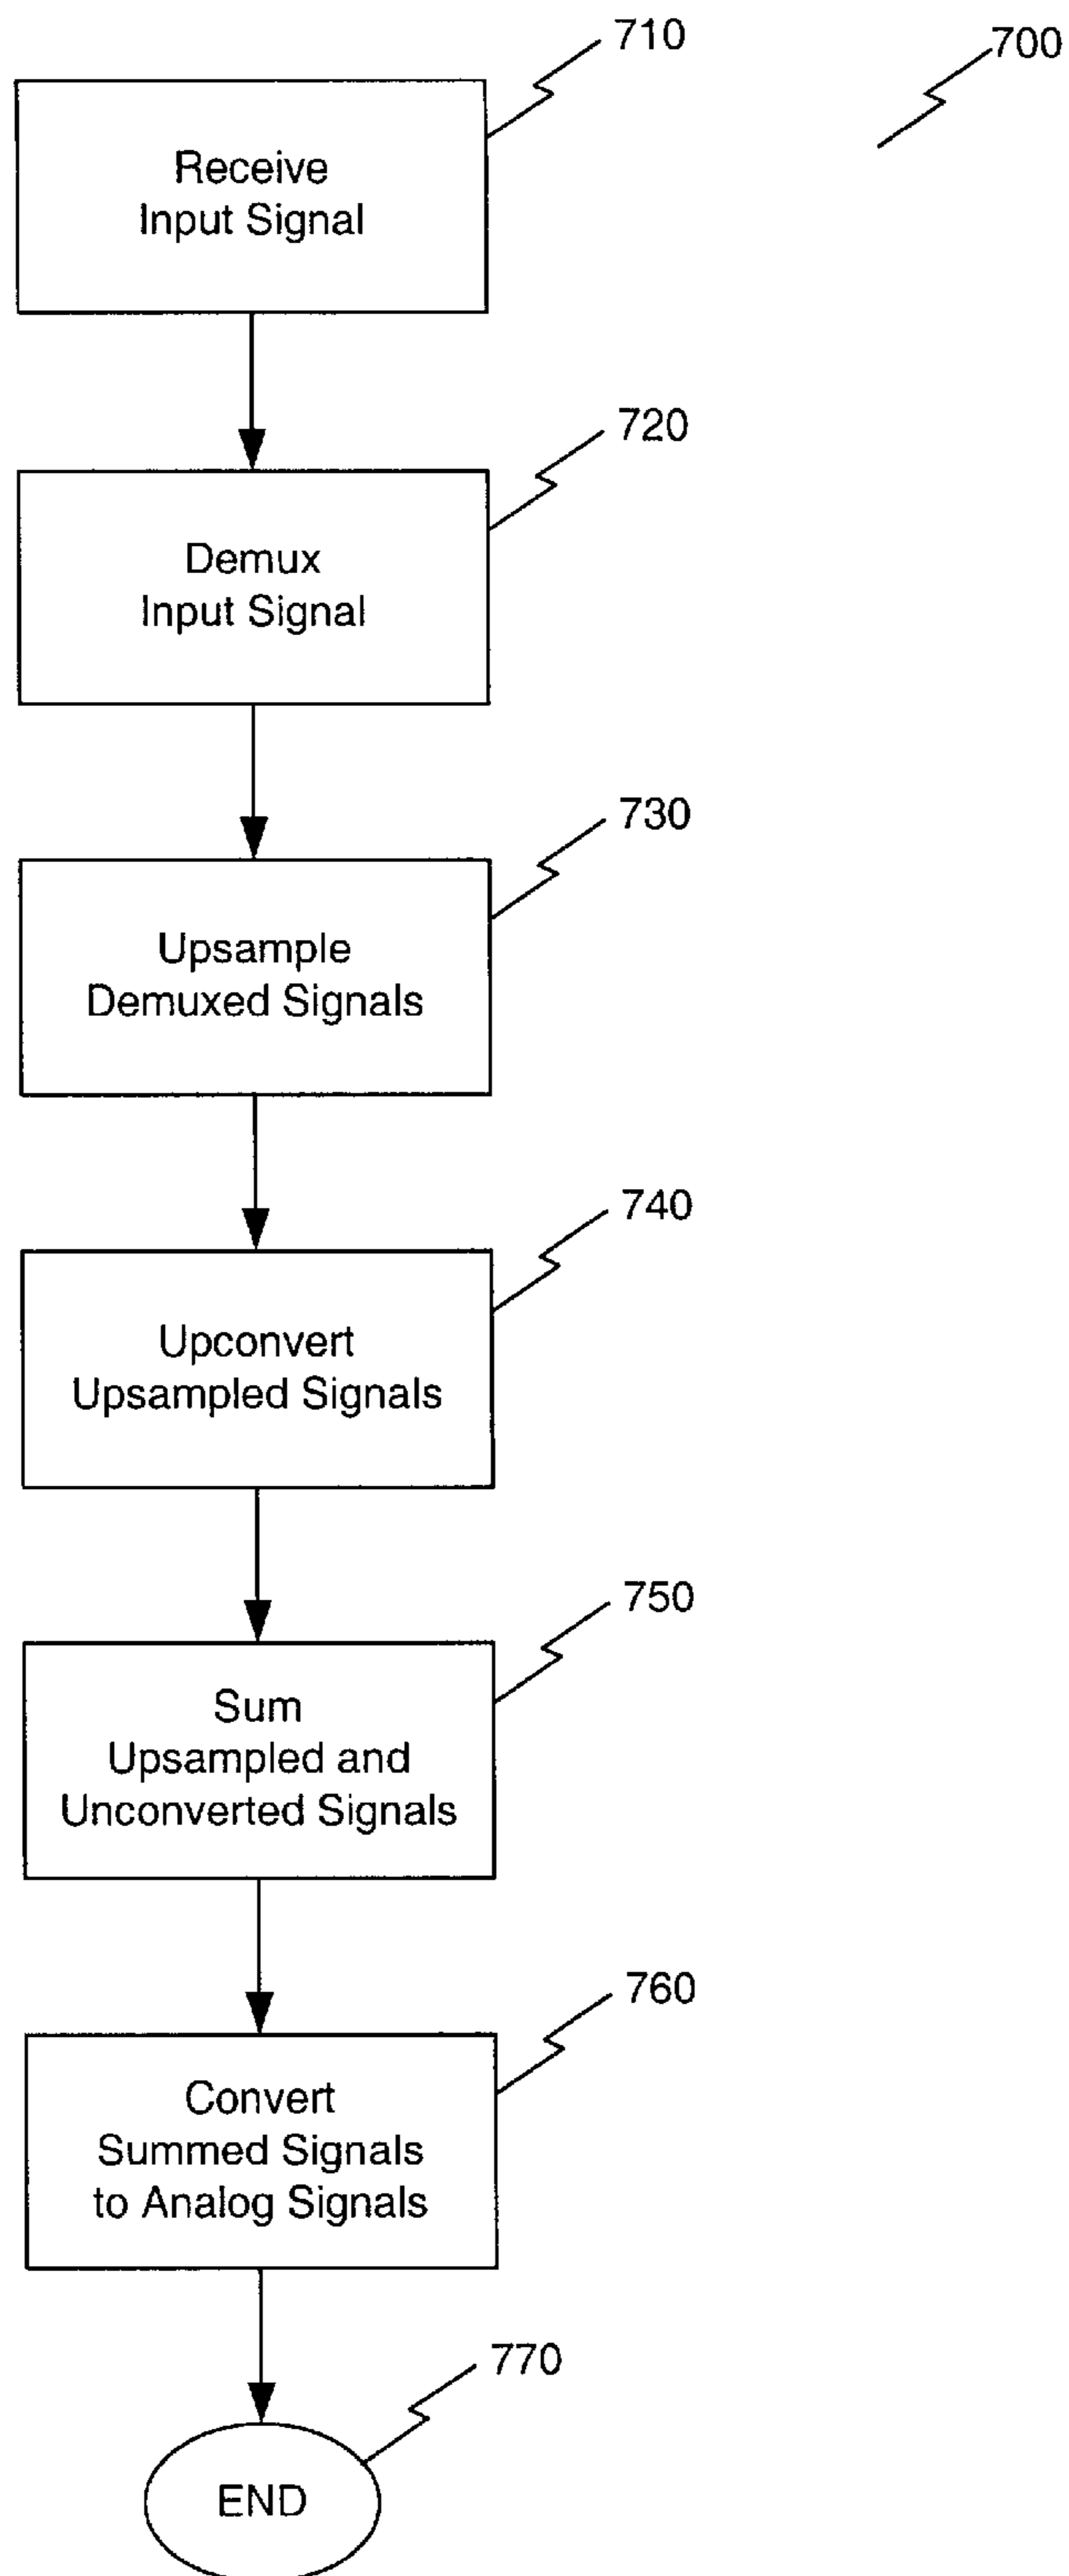 710
700
Receive
Input Signal
720
Demux
Input Signal
730
Upsample
Demuxed Signals
740
Upconvert
Upsampled Signals
750
Sum
Upsampled and
Unconverted Signals
760
Convert
Summed Signals
to Analog Signals
770
END